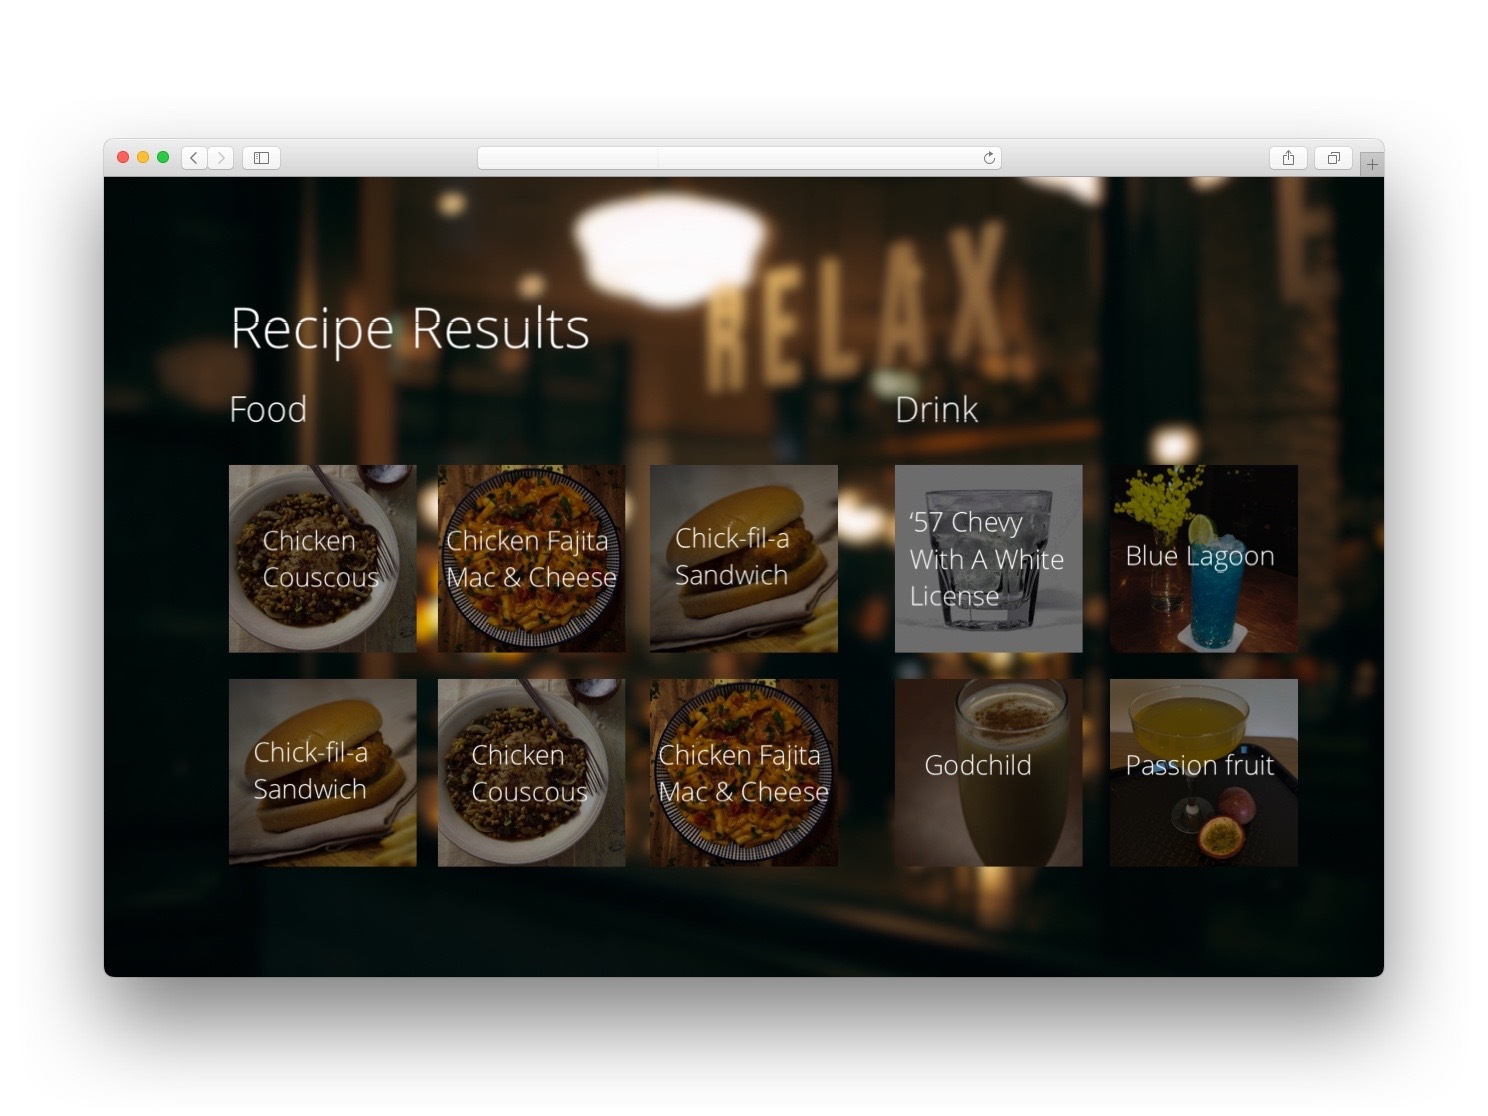 RELAX
Recipe Results
Food
Drink
Chicken
Couscous
Chicken Fajita
Mac & Cheese
Chick-fil-a
Sandwich
‘57 Chevy
With A White
License
Blue Lagoon
Chick-fil-a
Sandwich
Chicken
Couscous
Chicken Fajita
Mac & Cheese
Godchild
Passion fruit